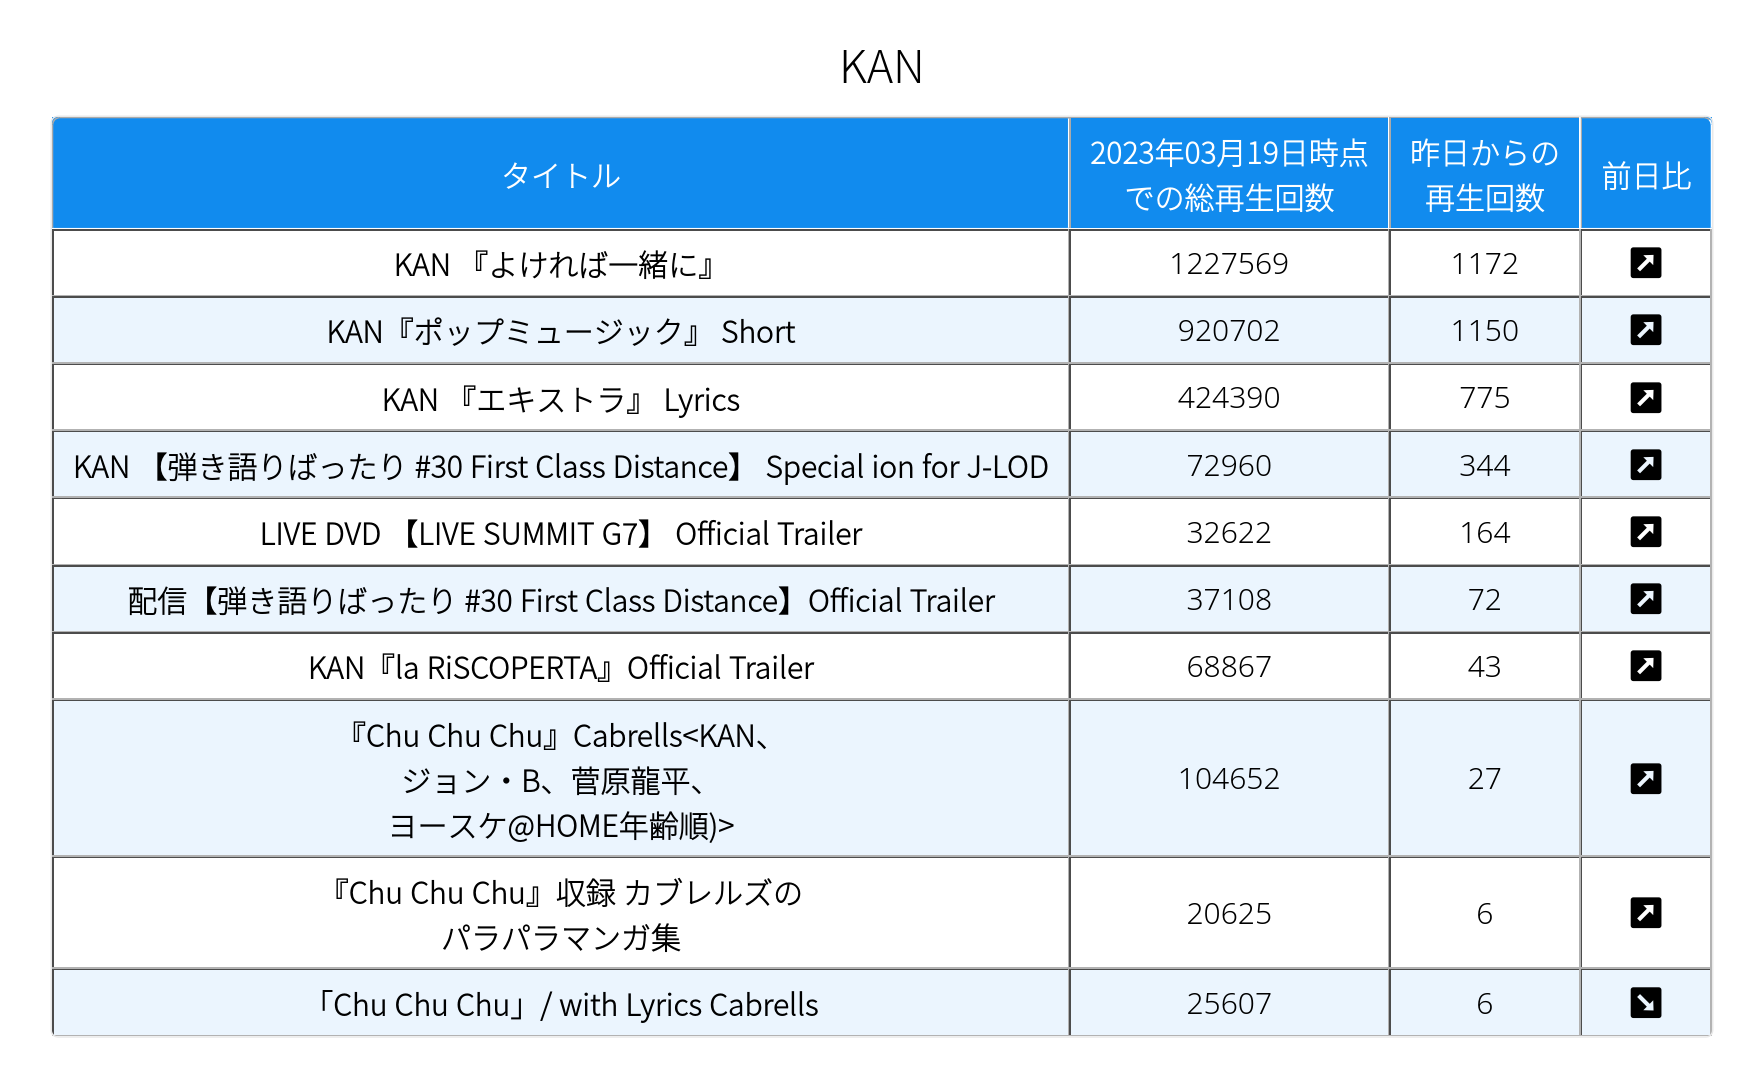 KAN
タイトル
2023年03月19日時点
での総再生回数
昨日からの
再生回数
前日比
KAN 『よければ一緒に』
1227569
1172
KAN『ポップミュージック』 Short
920702
1150
KAN 『エキストラ』 Lyrics
424390
775
KAN 【弾き語りばったり #30 First Class Distance】 Special ion for J-LOD
72960
344
LIVE DVD 【LIVE SUMMIT G7】 Official Trailer
32622
164
配信【弾き語りばったり #30 First Class Distance】Official Trailer
37108
72
KAN『la RiSCOPERTA』Official Trailer
68867
43
『Chu Chu Chu』Cabrells<KAN、
ジョン・B、菅原龍平、
ヨースケ@HOME年齢順)>
104652
27
『Chu Chu Chu』収録 カブレルズの
パラパラマンガ集
20625
6
「Chu Chu Chu」/ with Lyrics Cabrells
25607
6